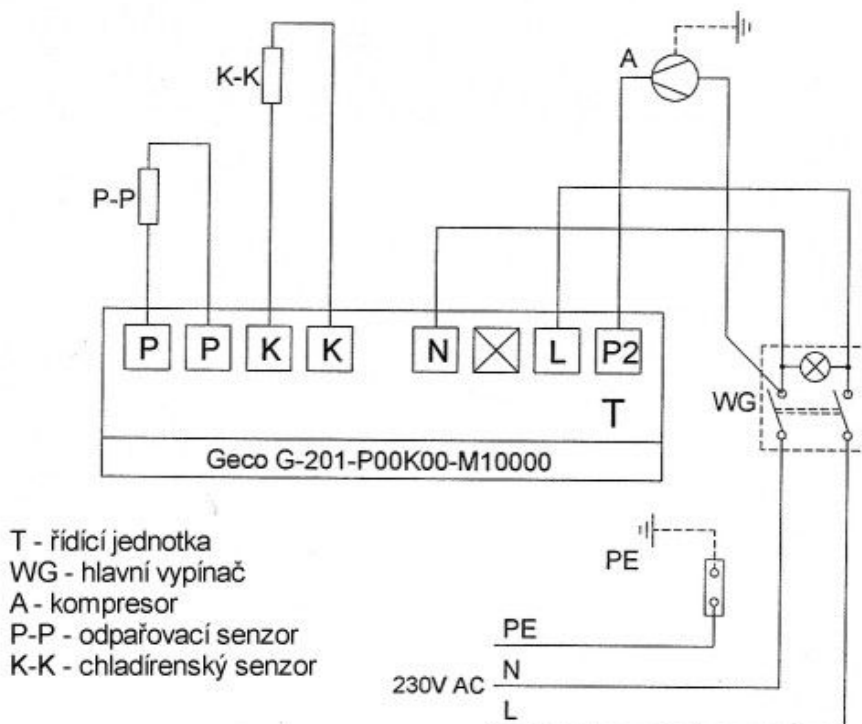 K-K
A
P-P
P P K K N L P2
WG
T
Geco G-201-P00K00-M10000
T - řídící jednotka
WG - hlavní vypínač
A - kompresor
P-P - odpařovací senzor
K-K - chladírenský senzor
PE
PE
N
230V AC
L